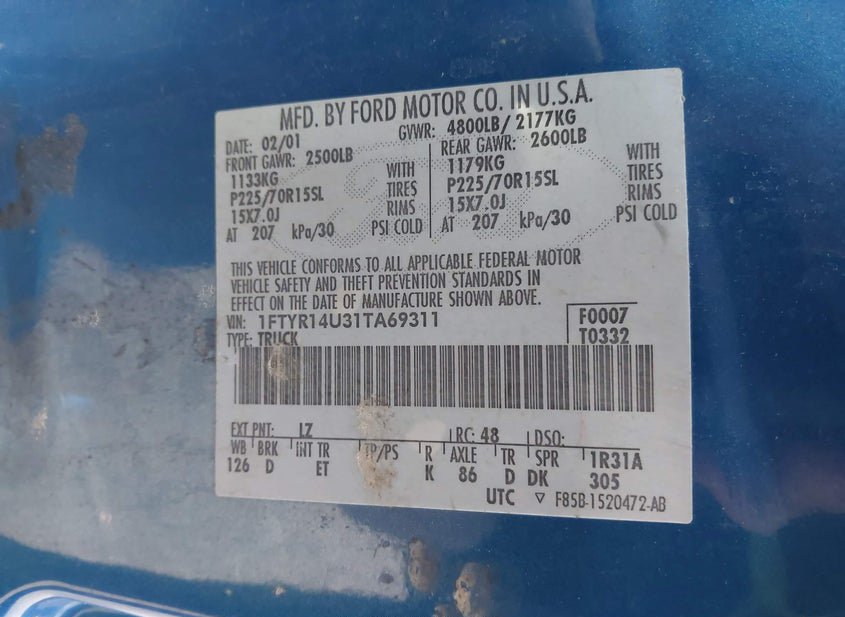 MFD. BY FORD MOTOR CO. IN U.S.A.
DATE: 02/01 GVWR: 4800LB/ 2177KG
FRONT GAWR: 2500LB REAR GAWR: 2600LB
1133KG WITH 1179KG WITH
P225/70R15SL TIRES P225/70R15SL TIRES
15X7.0J RIMS 15X7.0J RIMS
AT 207 kPa/30 PSI COLD AT 207 kPa/30 PSI COLD
THIS VEHICLE CONFORMS TO ALL APPLICABLE FEDERAL MOTOR
VEHICLE SAFETY AND THEFT PREVENTION STANDARDS IN
EFFECT ON THE DATE OF MANUFACTURE SHOWN ABOVE.
VIN: 1FTYR14U31TA69311 F0007
TYPE: TRUCK T0332
EXT PNT: LZ RC: 48 DSO:
WB BRK INT TR TP/PS R AXLE TR SPR 1R31A
126 D ET K 86 D DK 305
UTC ▽ F85B-1520472-AB